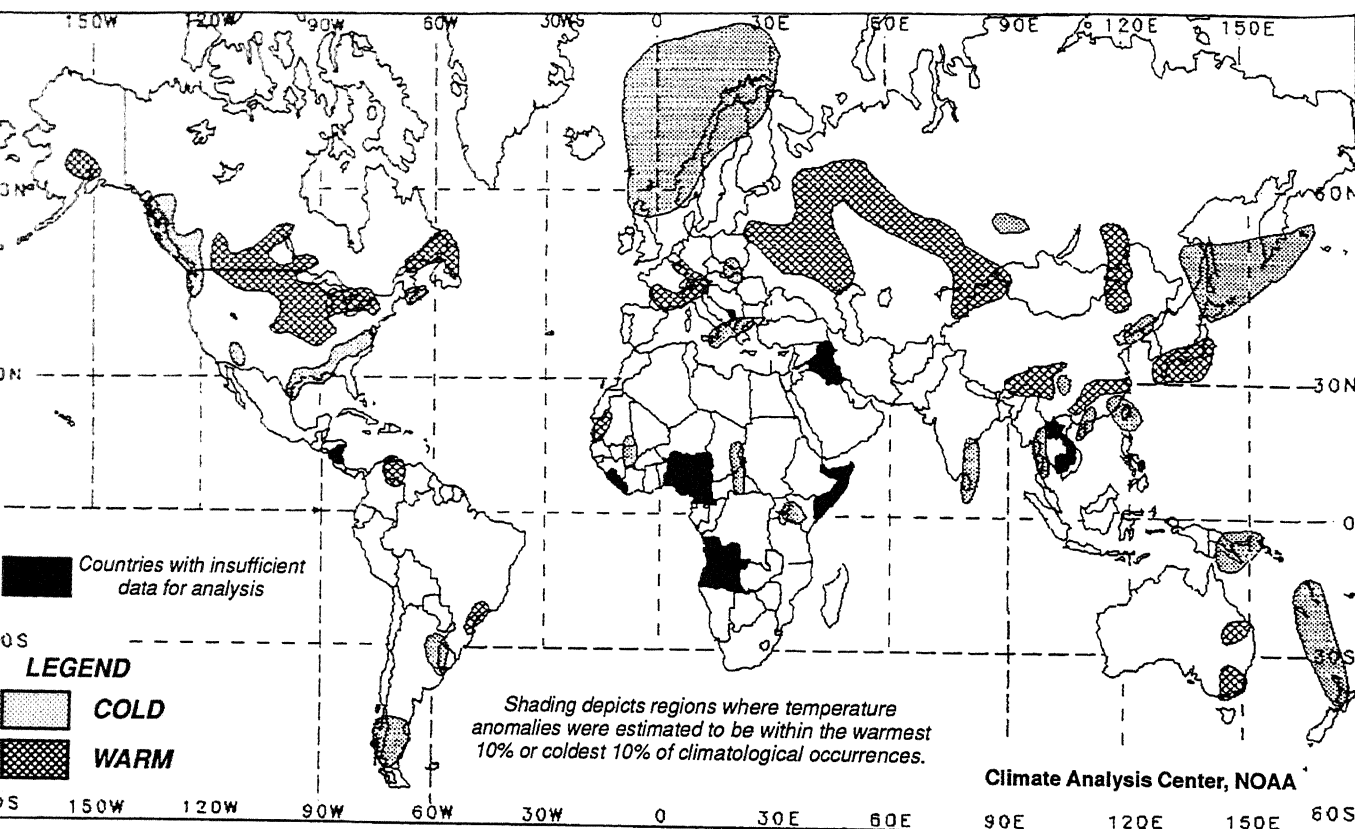 150W 120W 90W 60W 30W 0 30E 60E 90E 120E 150E
60N
30N
0
30S
Countries with insufficient
data for analysis
LEGEND
COLD
WARM
Shading depicts regions where temperature
anomalies were estimated to be within the warmest
10% or coldest 10% of climatological occurrences.
Climate Analysis Center, NOAA
150W 120W 90W 60W 30W 0 30E 60E 90E 120E 150E 60S